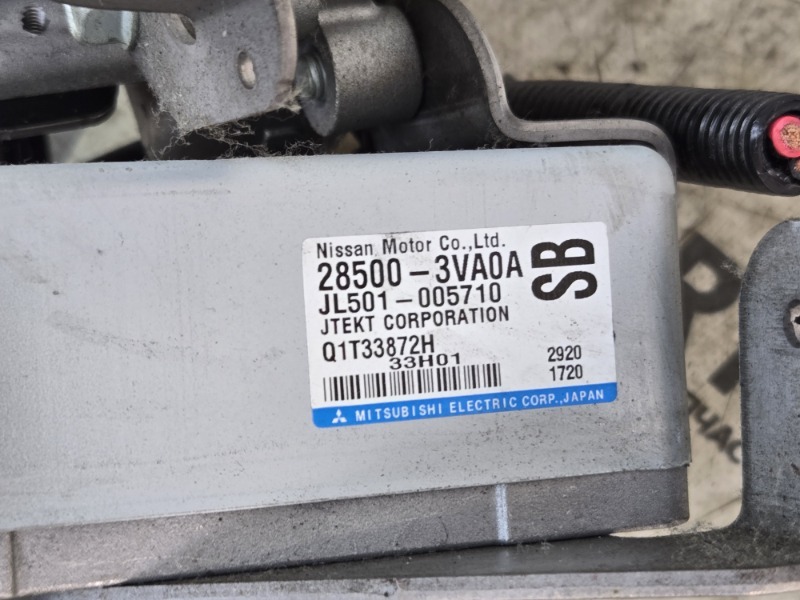 Nissan Motor Co.,Ltd.
28500-3VA0A
SB
JL501-005710
JTEKT CORPORATION
Q1T33872H
33H01
2920
1720
MITSUBISHI ELECTRIC CORP.,JAPAN